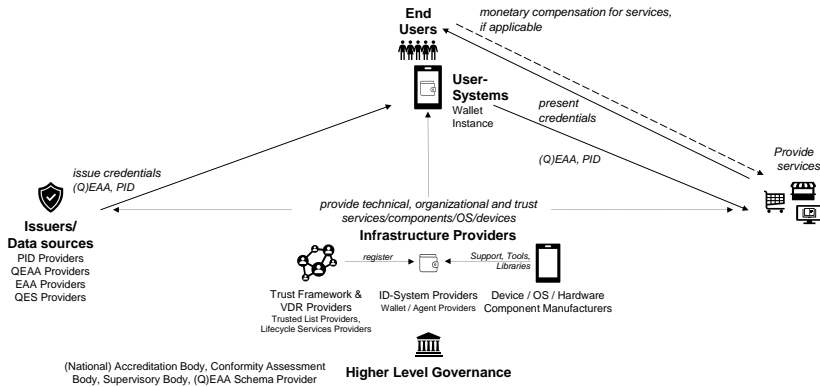 End
Users
monetary compensation for services,
if applicable
User-
Systems
Wallet
Instance
present
credentials
(Q)EAA, PID
Provide
services
issue credentials
(Q)EAA, PID
Issuers/
Data sources
PID Providers
QEAA Providers
EAA Providers
QES Providers
provide technical, organizational and trust
services/components/OS/devices
Infrastructure Providers
register
Support, Tools,
Libraries
Trust Framework &
VDR Providers
Trusted List Providers,
Lifecycle Services Providers
ID-System Providers
Wallet / Agent Providers
Device / OS / Hardware
Component Manufacturers
(National) Accreditation Body, Conformity Assessment
Body, Supervisory Body, (Q)EAA Schema Provider
Higher Level Governance